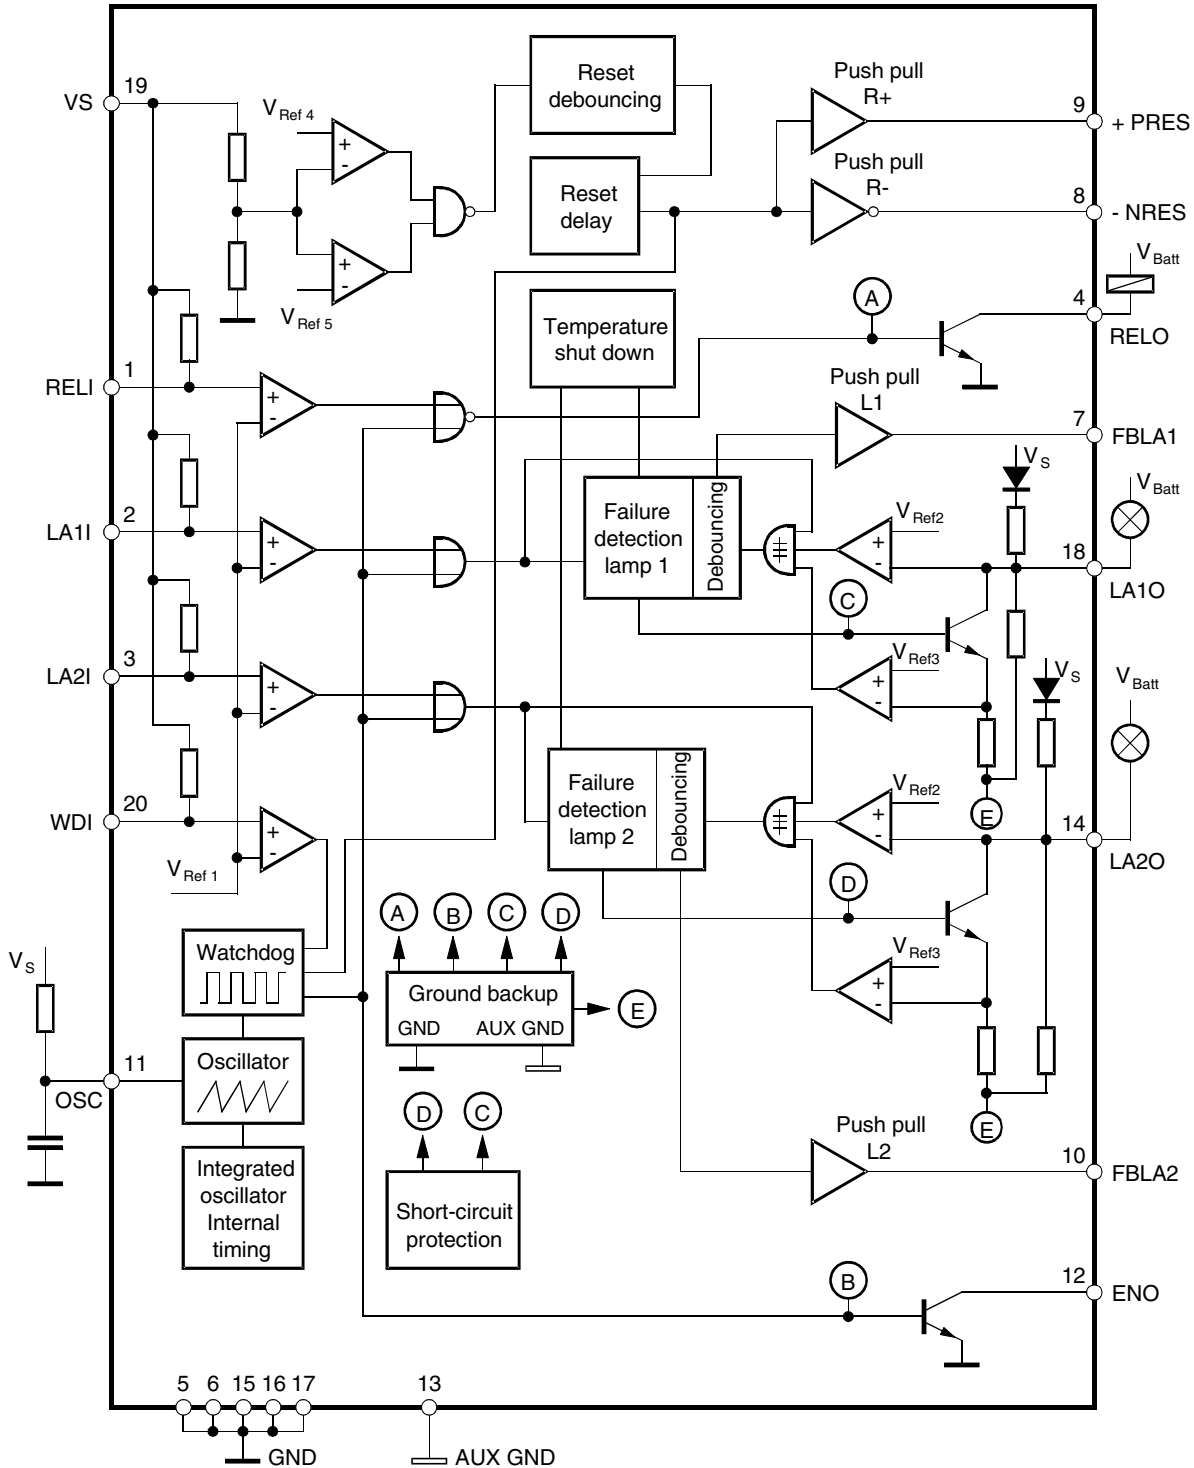 VS
19
V Ref 4
+
-
+
-
V Ref 5
Reset
debouncing
Reset
delay
Push pull
R+
9
+ PRES
Push pull
R-
8
- NRES
V Batt
4
RELO
A
Temperature
shut down
RELI
1
+
-
Push pull
L1
7
FBLA1
LA1I
2
+
-
Failure
detection
lamp 1
Debouncing
V Ref2
+
-
V S
V Batt
18
LA1O
C
LA2I
3
+
-
V Ref3
+
-
V S
V Batt
E
Failure
detection
lamp 2
Debouncing
V Ref2
+
-
14
LA2O
D
WDI
20
+
-
V Ref 1
V Ref3
+
-
E
A
B
C
D
Ground backup
GND
AUX GND
E
V S
Watchdog
11
OSC
Oscillator
Integrated
oscillator
Internal
timing
D
C
Short-circuit
protection
Push pull
L2
10
FBLA2
B
12
ENO
5
6
15
16
17
GND
13
AUX GND